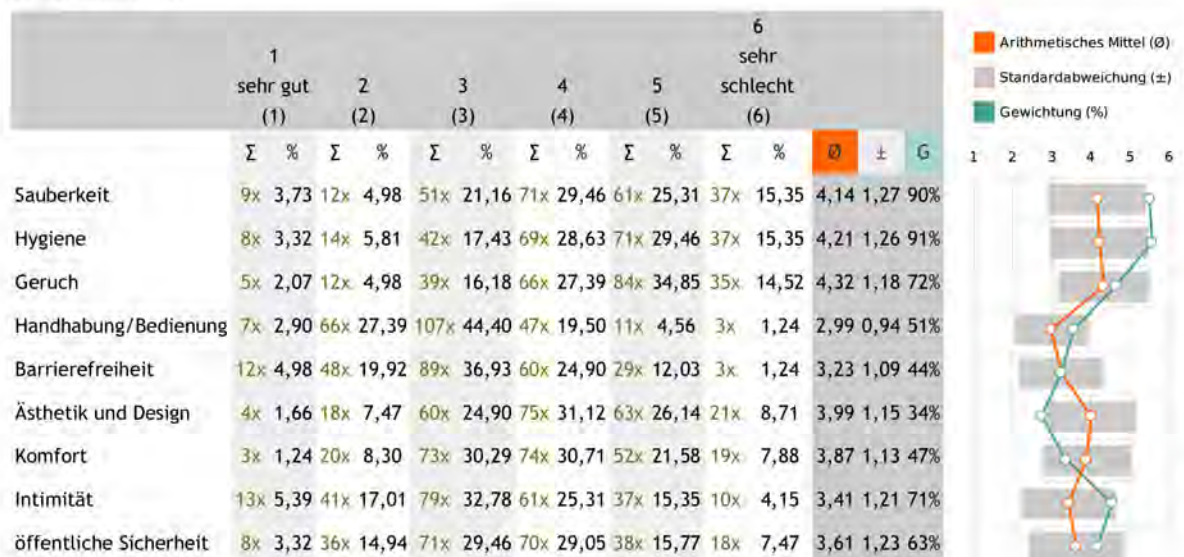 1
sehr gut
(1)
2
(2)
3
(3)
4
(4)
5
(5)
6
sehr
schlecht
(6)
Σ % Σ % Σ % Σ % Σ % Σ % Ø ± G
Sauberkeit 9x 3,73 12x 4,98 51x 21,16 71x 29,46 61x 25,31 37x 15,35 4,14 1,27 90%
Hygiene 8x 3,32 14x 5,81 42x 17,43 69x 28,63 71x 29,46 37x 15,35 4,21 1,26 91%
Geruch 5x 2,07 12x 4,98 39x 16,18 66x 27,39 84x 34,85 35x 14,52 4,32 1,18 72%
Handhabung/Bedienung 7x 2,90 66x 27,39 107x 44,40 47x 19,50 11x 4,56 3x 1,24 2,99 0,94 51%
Barrierefreiheit 12x 4,98 48x 19,92 89x 36,93 60x 24,90 29x 12,03 3x 1,24 3,23 1,09 44%
Ästhetik und Design 4x 1,66 18x 7,47 60x 24,90 75x 31,12 63x 26,14 21x 8,71 3,99 1,15 34%
Komfort 3x 1,24 20x 8,30 73x 30,29 74x 30,71 52x 21,58 19x 7,88 3,87 1,13 47%
Intimität 13x 5,39 41x 17,01 79x 32,78 61x 25,31 37x 15,35 10x 4,15 3,41 1,21 71%
öffentliche Sicherheit 8x 3,32 36x 14,94 71x 29,46 70x 29,05 38x 15,77 18x 7,47 3,61 1,23 63%
Arithmetisches Mittel (Ø)
Standardabweichung (±)
Gewichtung (%)
1 2 3 4 5 6